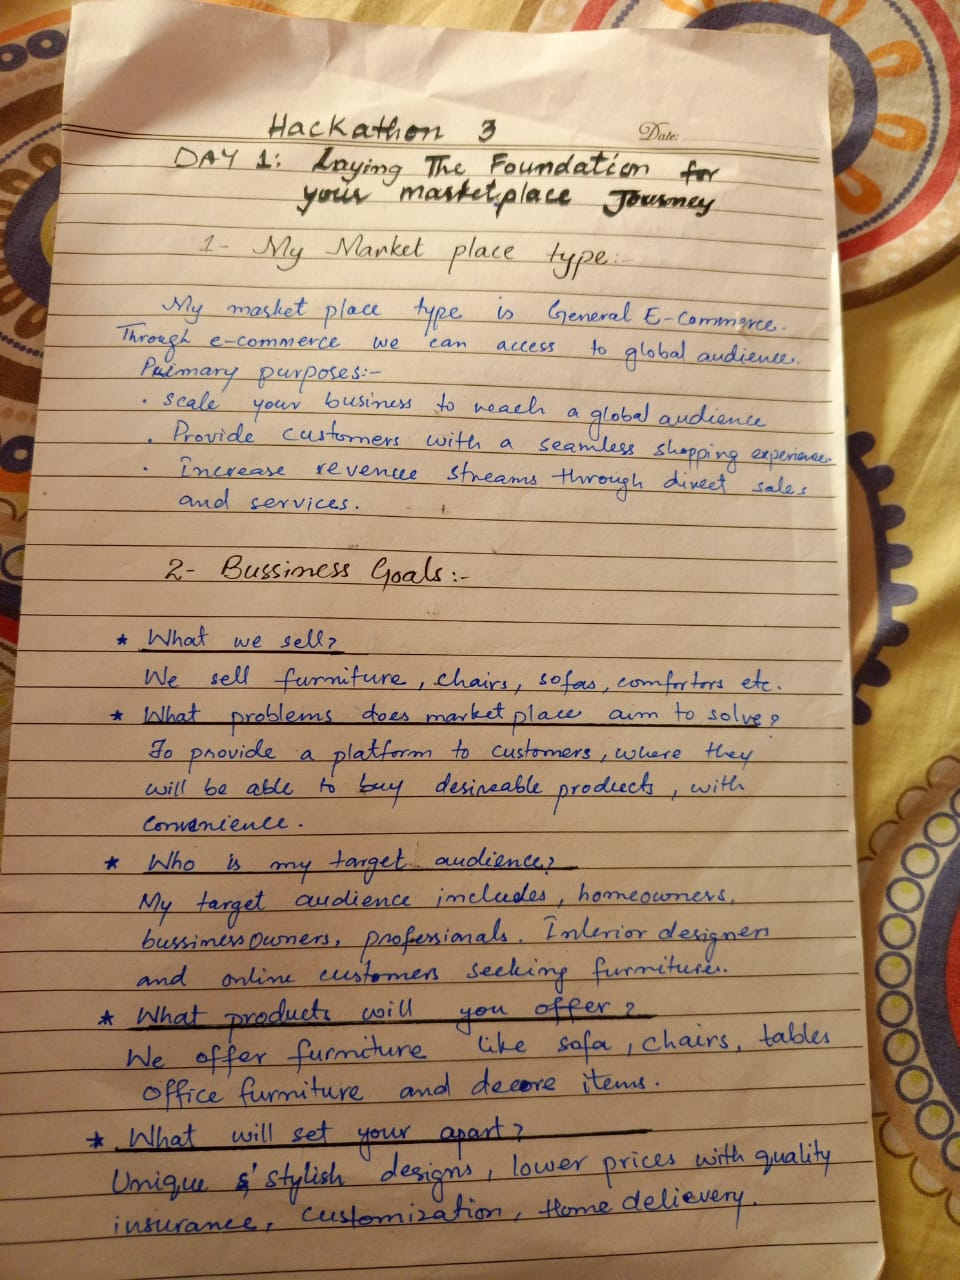 Hackathon 3
Date:
DAY 1: Laying The Foundation for
your marketplace Journey
1- My Market place type:-
My market place type is General E-Commerce.
Through e-commerce we can access to global audience.
Primary purposes:-
• Scale your business to reach a global audience
• Provide customers with a seamless shopping experience.
• Increase revenue streams through direct sales
and services.
2- Bussiness Goals:-
* What we sell?
We sell furniture, chairs, sofas, comfortors etc.
* What problems does market place aim to solve?
To provide a platform to customers, where they
will be able to buy desireable products, with
convenience.
* Who is my target audience?
My target audience includes, homeowners,
bussiness owners, professionals. Interior designers
and online customers seeking furnitures.
* What products will you offer?
We offer furniture like sofa, chairs, tables
office furniture and decore items.
* What will set your apart?
Unique & stylish designs, lower prices with quality
insurance, customization, Home delievery.